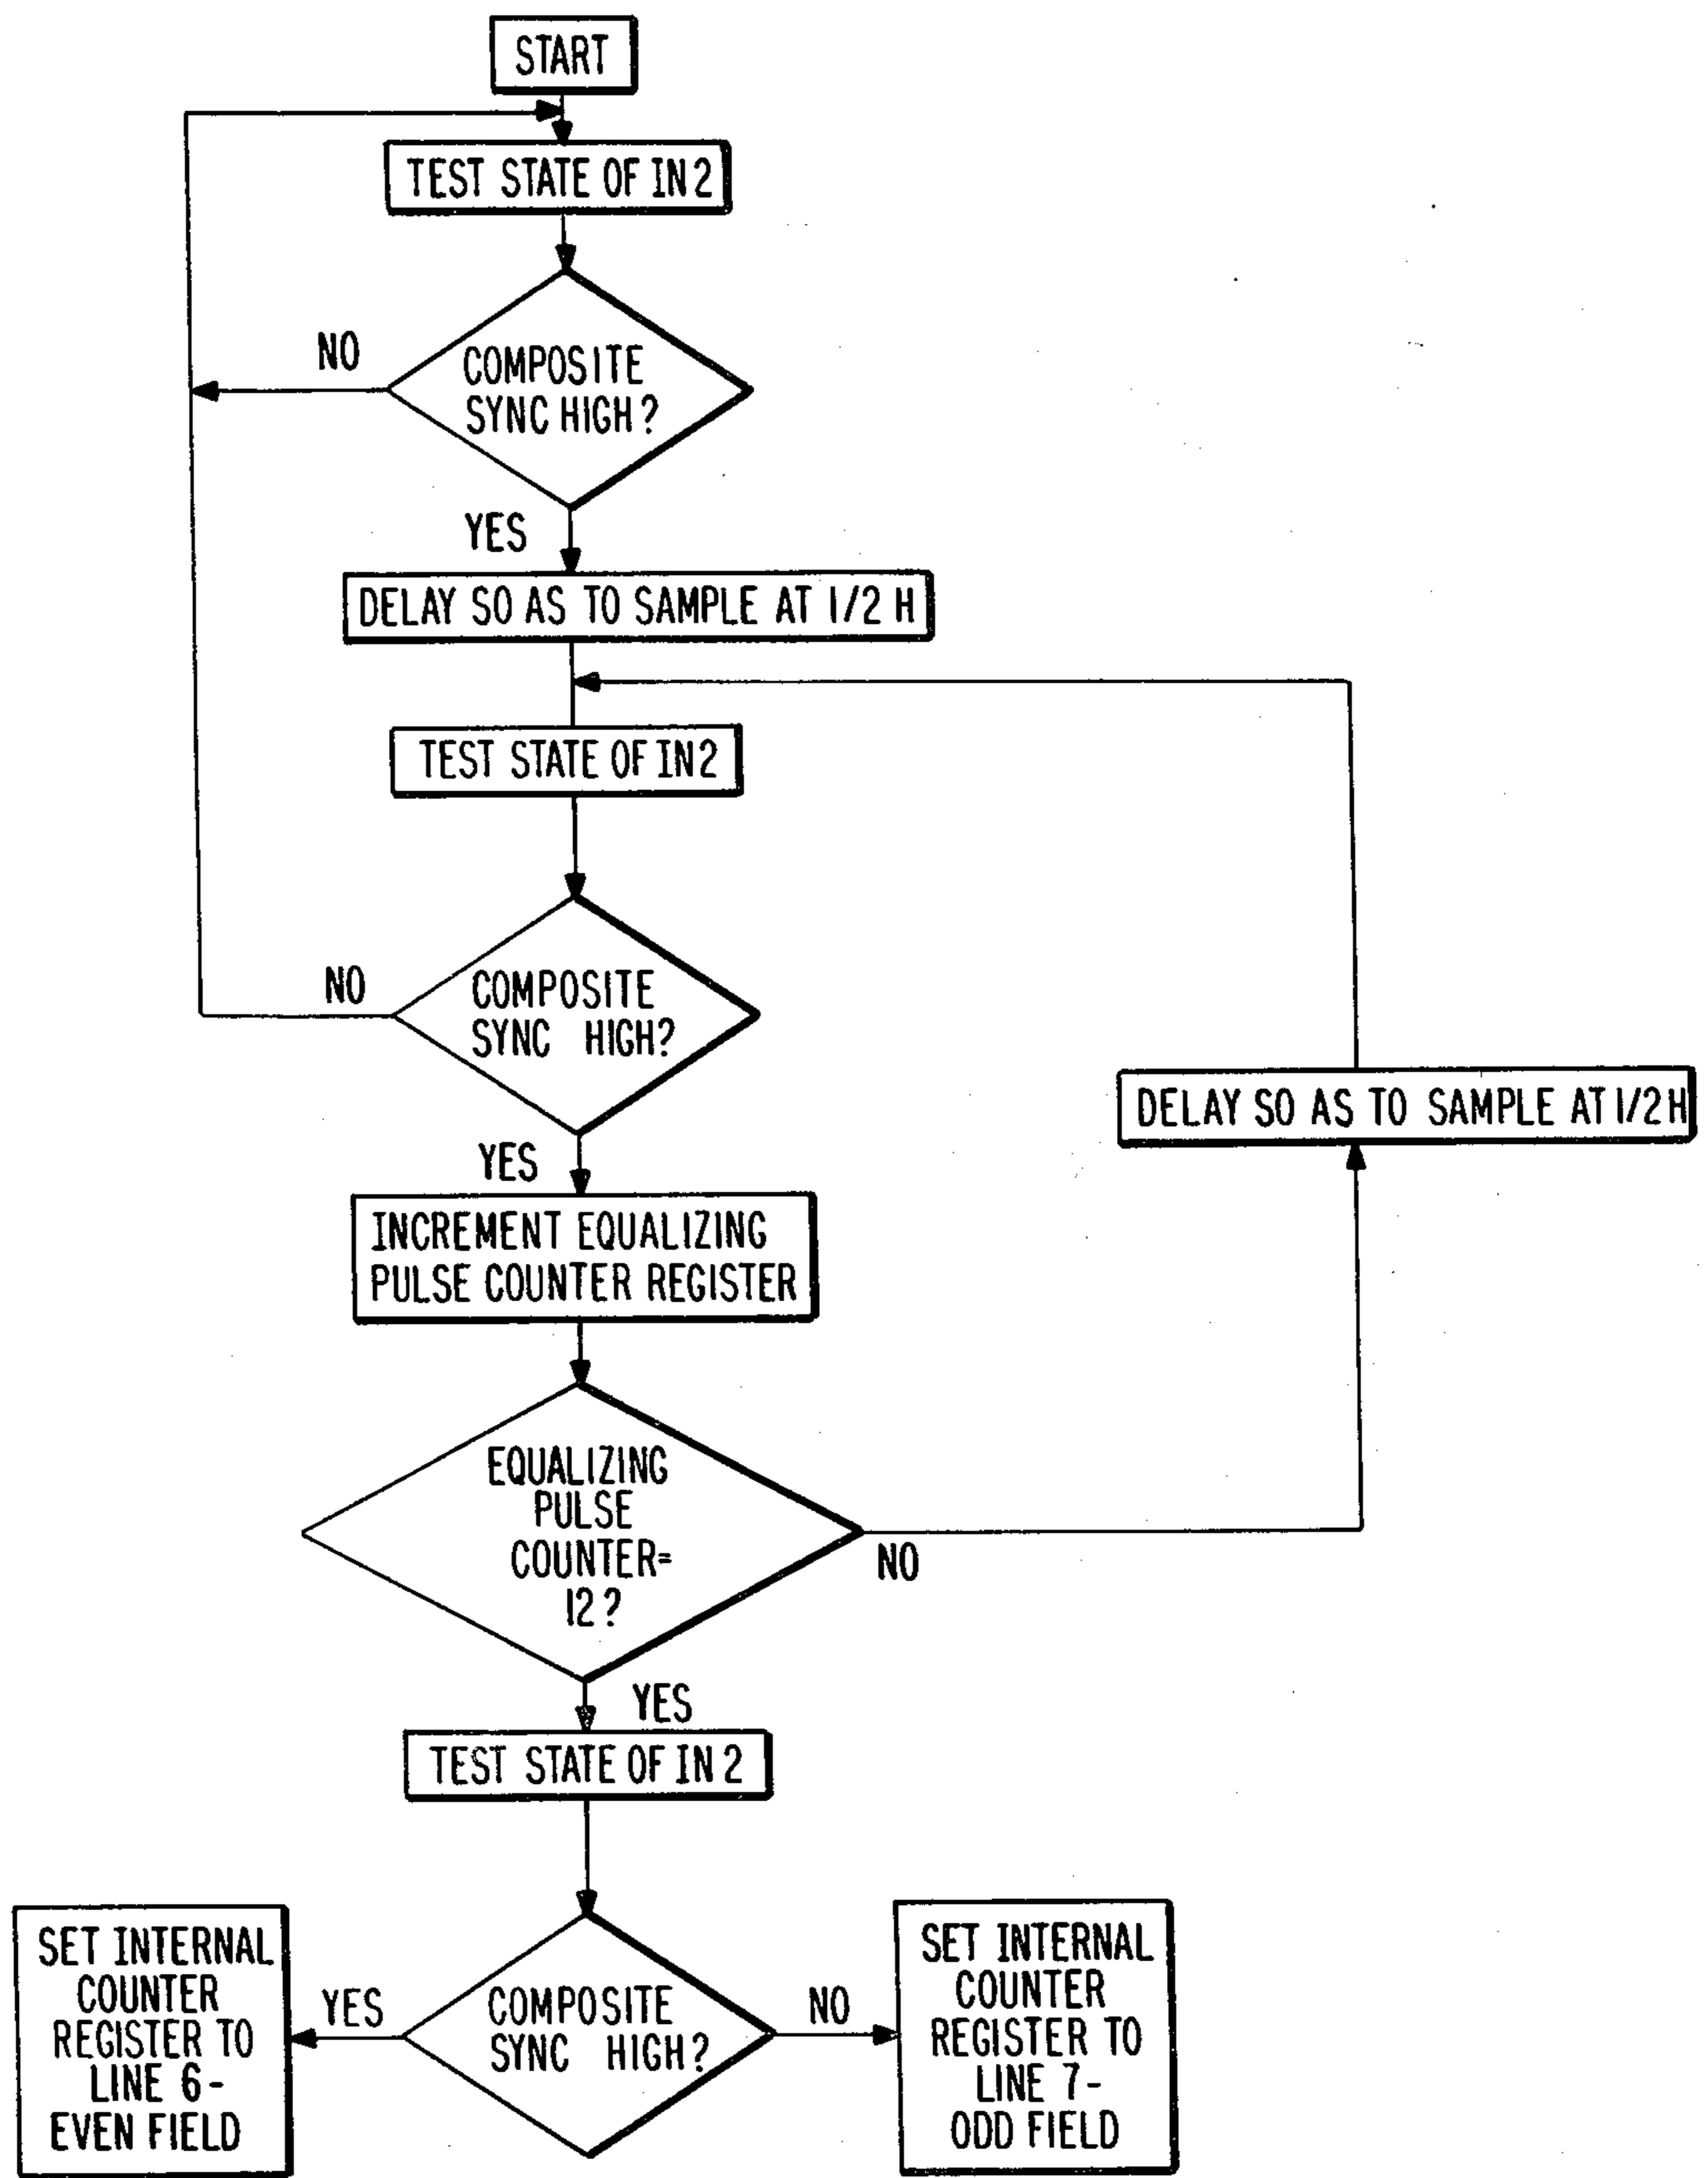 START
TEST STATE OF IN 2
NO
COMPOSITE
SYNC HIGH?
YES
DELAY SO AS TO SAMPLE AT 1/2 H
TEST STATE OF IN 2
NO
COMPOSITE
SYNC HIGH?
DELAY SO AS TO SAMPLE AT 1/2 H
YES
INCREMENT EQUALIZING
PULSE COUNTER REGISTER
EQUALIZING
PULSE
COUNTER=
12?
NO
YES
TEST STATE OF IN 2
SET INTERNAL
COUNTER
REGISTER TO
LINE 6-
EVEN FIELD
YES
COMPOSITE
SYNC HIGH?
NO
SET INTERNAL
COUNTER
REGISTER TO
LINE 7-
ODD FIELD